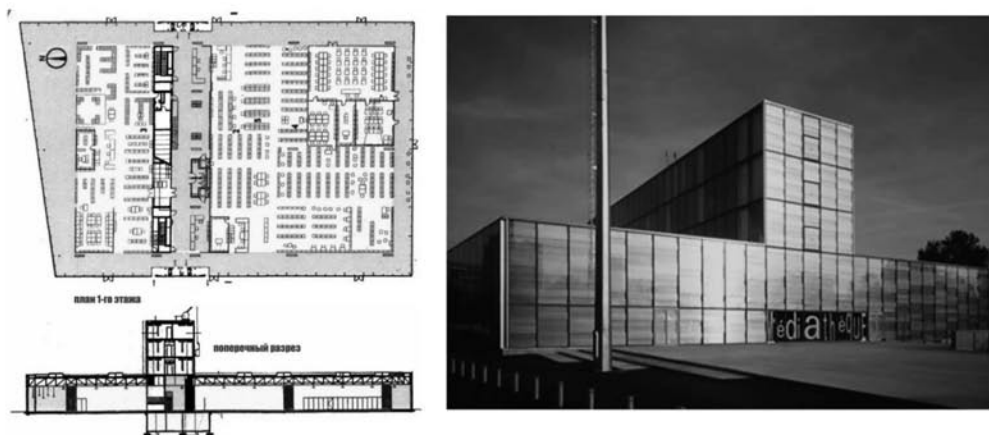 N
план 1-го этажа
поперечный разрез
médiathèque